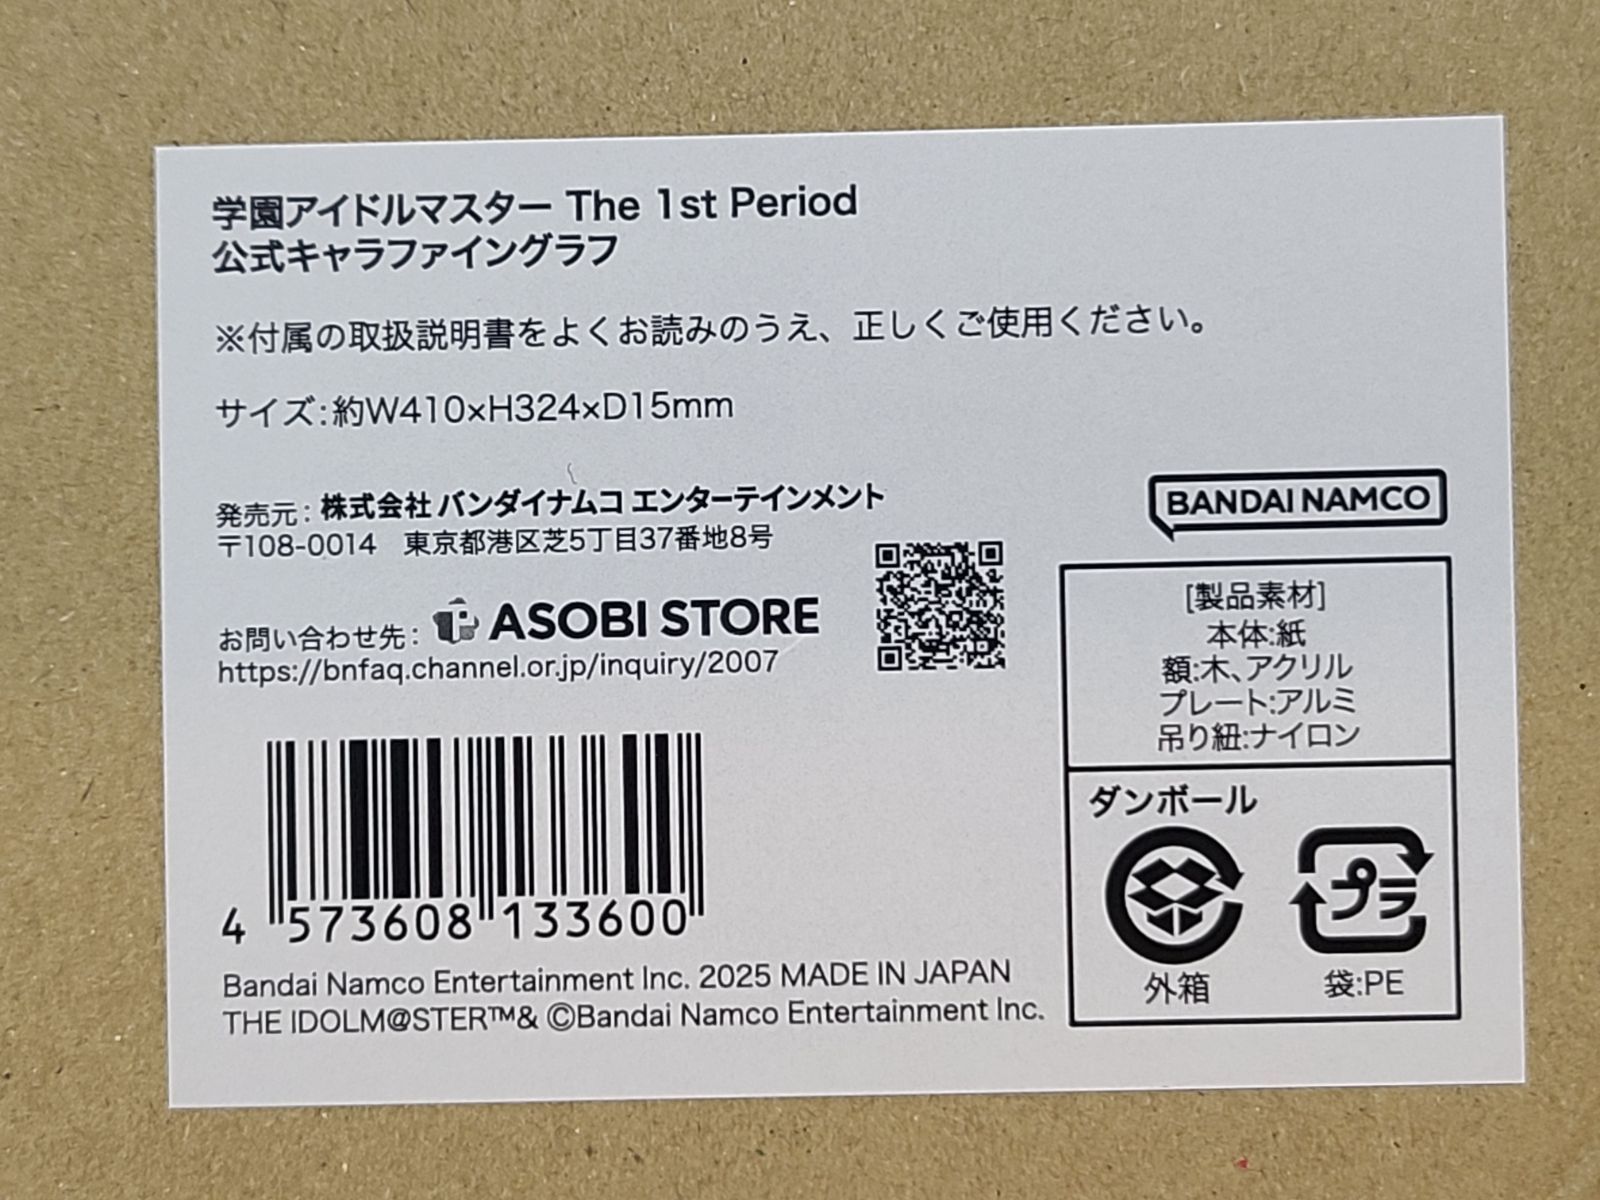 学園アイドルマスター The 1st Period
公式キャラファイングラフ
※付属の取扱説明書をよくお読みのうえ、正しくご使用ください。
サイズ:約W410×H324×D15mm
発売元:株式会社バンダイナムコエンターテインメント
〒108-0014 東京都港区芝5丁目37番地8号
お問い合わせ先: ASOBI STORE
https://bnfaq.channel.or.jp/inquiry/2007
4 573608 133600
Bandai Namco Entertainment Inc. 2025 MADE IN JAPAN
THE IDOLM@STER™& ©Bandai Namco Entertainment Inc.
BANDAI NAMCO
[製品素材]
本体:紙
額:木、アクリル
プレート:アルミ
吊り紐:ナイロン
ダンボール
プラ
外箱 袋:PE